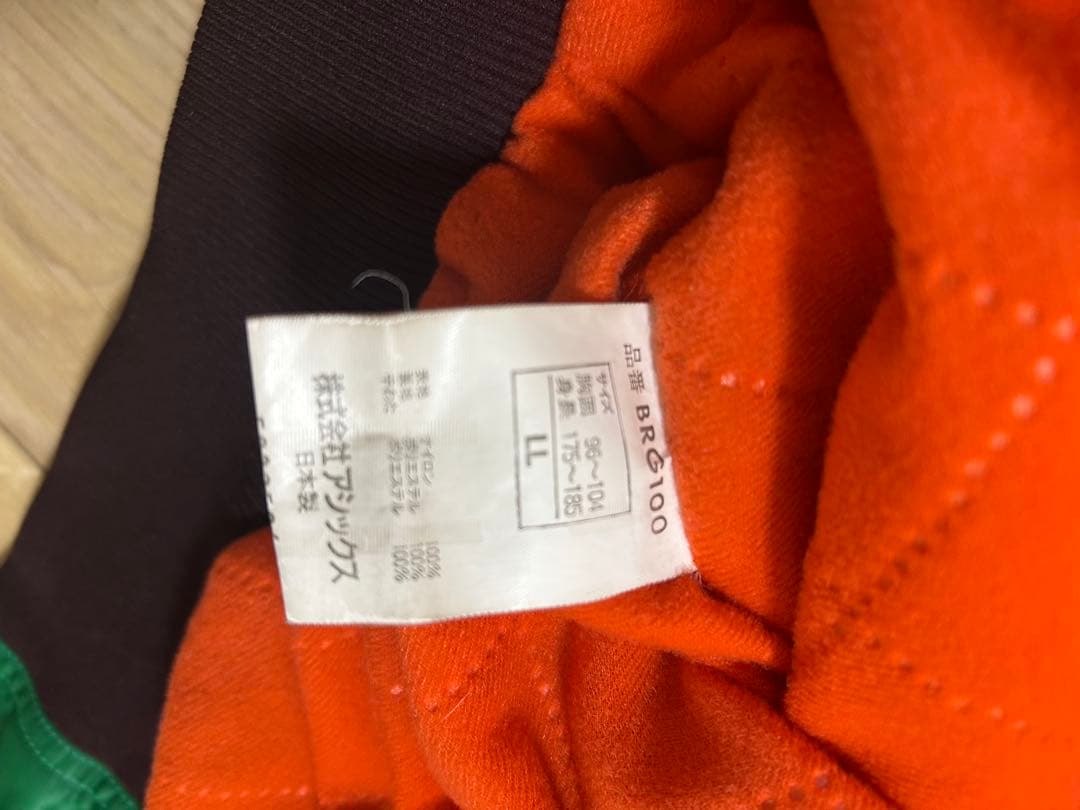 品番 BRG100
サイズ
胸囲 96～104
身長 175～185
LL
表地 ナイロン 100%
裏地 ポリエステル 100%
中わた ポリエステル 100%
株式会社アシックス
日本製